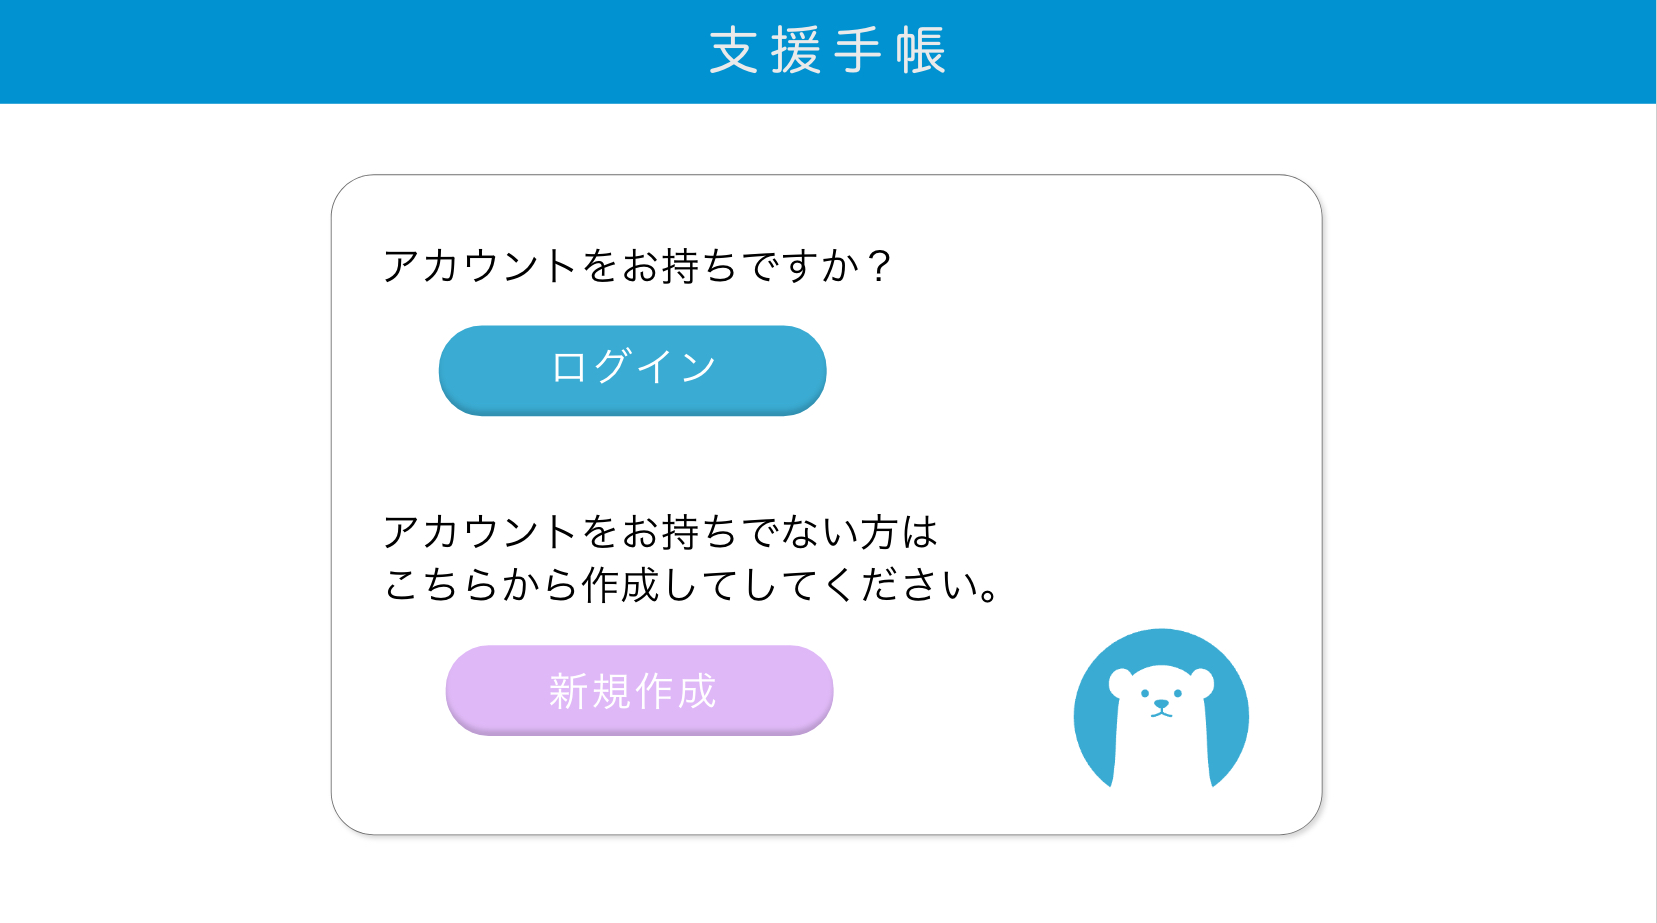 支援手帳
アカウントをお持ちですか？
ログイン
アカウントをお持ちでない方は
こちらから作成してしてください。
新規作成